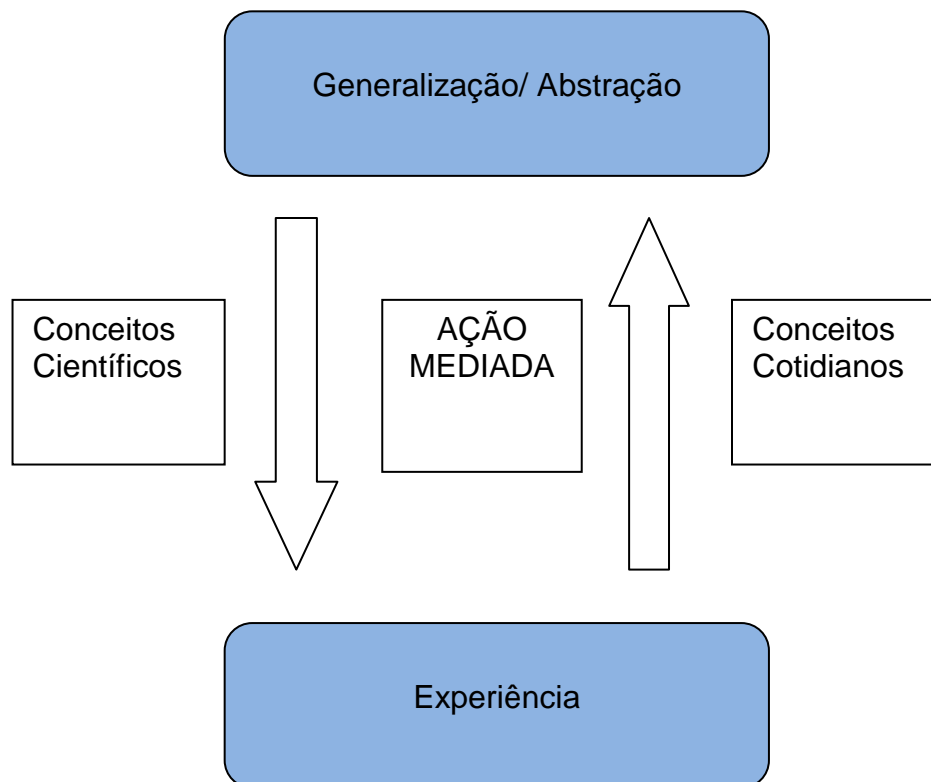 Generalização/ Abstração
Conceitos
Científicos
AÇÃO
MEDIADA
Conceitos
Cotidianos
Experiência